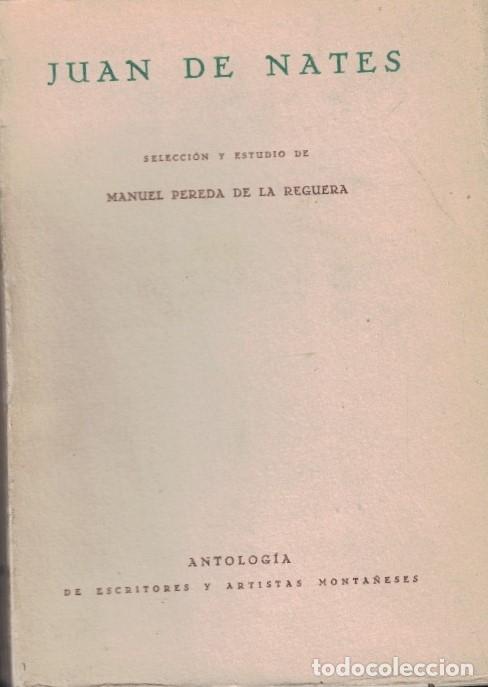 JUAN DE NATES
SELECCIÓN Y ESTUDIO DE
MANUEL PEREDA DE LA REGUERA
ANTOLOGÍA
DE ESCRITORES Y ARTISTAS MONTAÑESES
todocoleccion